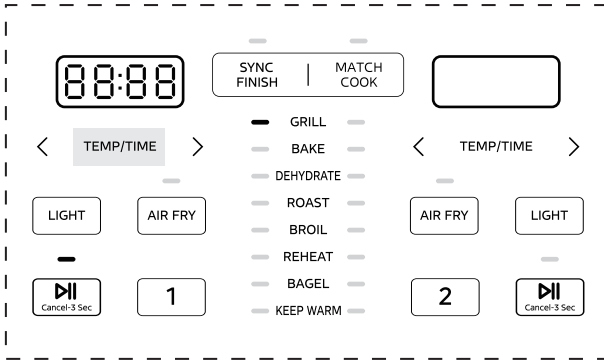 88:88
SYNC
FINISH
MATCH
COOK
GRILL
BAKE
DEHYDRATE
ROAST
BROIL
REHEAT
BAGEL
KEEP WARM
< TEMP/TIME >
LIGHT
AIR FRY
Cancel-3 Sec
1
< TEMP/TIME >
AIR FRY
LIGHT
2
Cancel-3 Sec